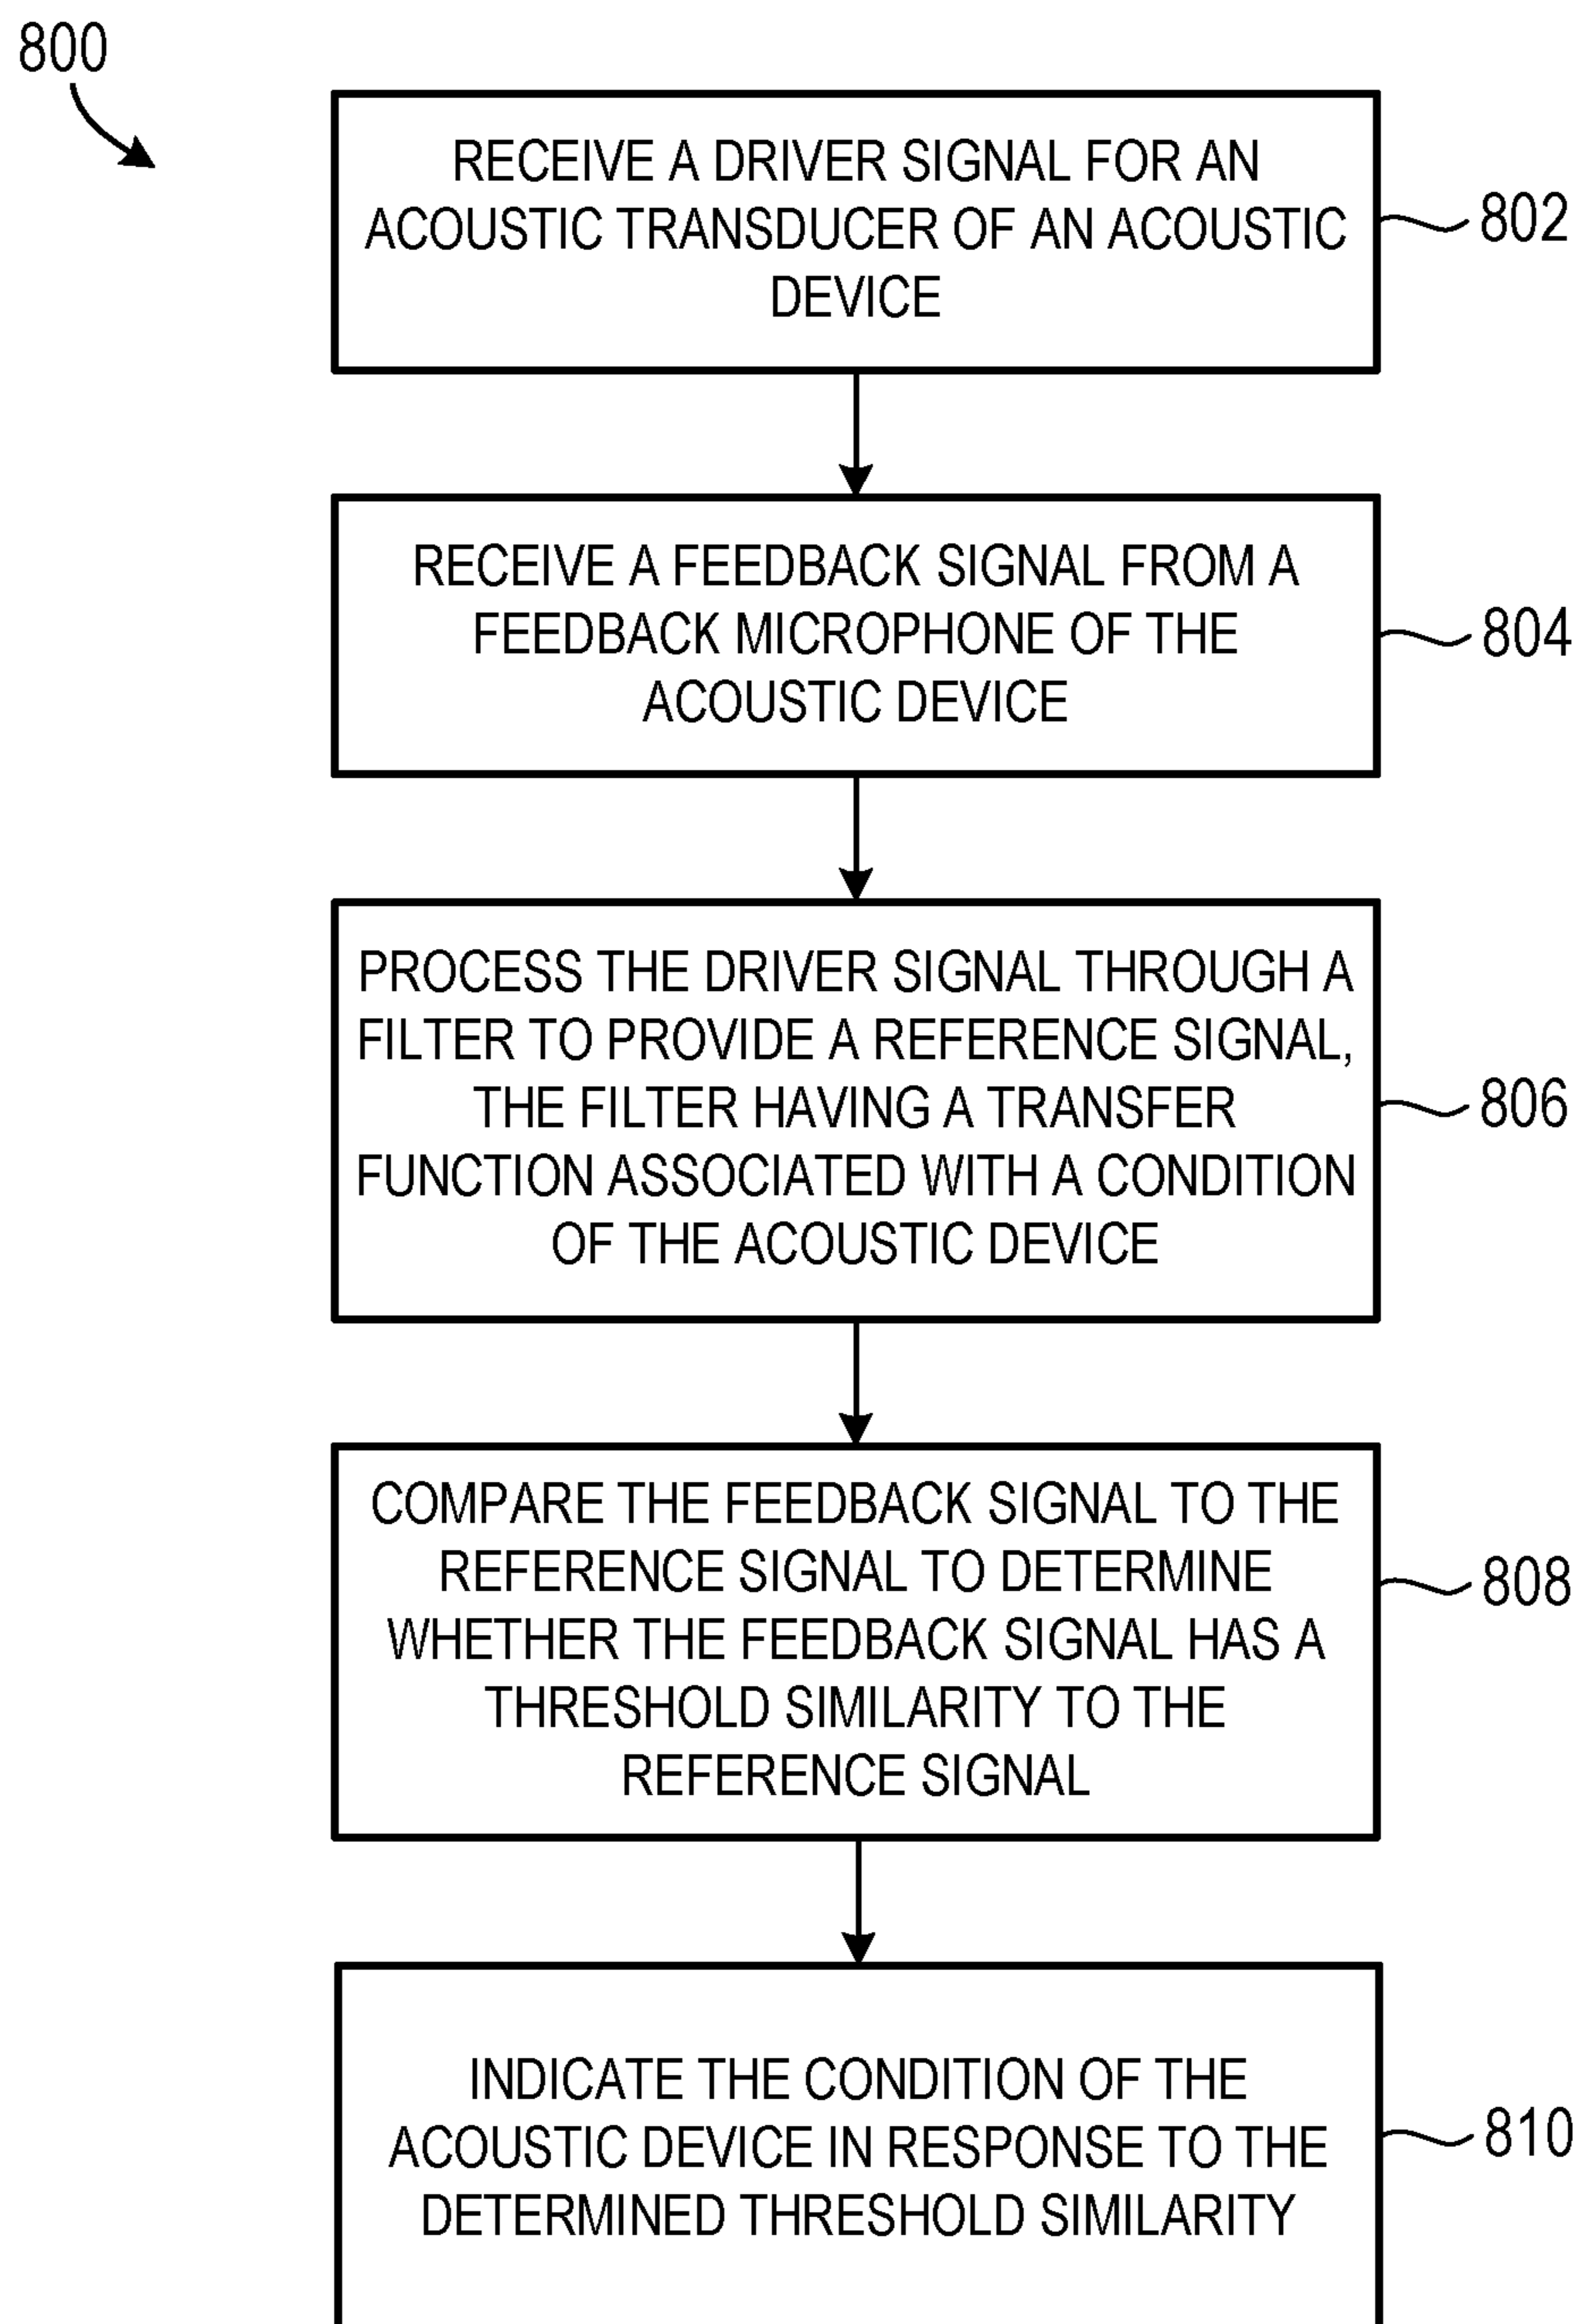 800
RECEIVE A DRIVER SIGNAL FOR AN
ACOUSTIC TRANSDUCER OF AN ACOUSTIC
DEVICE
802
RECEIVE A FEEDBACK SIGNAL FROM A
FEEDBACK MICROPHONE OF THE
ACOUSTIC DEVICE
804
PROCESS THE DRIVER SIGNAL THROUGH A
FILTER TO PROVIDE A REFERENCE SIGNAL,
THE FILTER HAVING A TRANSFER
FUNCTION ASSOCIATED WITH A CONDITION
OF THE ACOUSTIC DEVICE
806
COMPARE THE FEEDBACK SIGNAL TO THE
REFERENCE SIGNAL TO DETERMINE
WHETHER THE FEEDBACK SIGNAL HAS A
THRESHOLD SIMILARITY TO THE
REFERENCE SIGNAL
808
INDICATE THE CONDITION OF THE
ACOUSTIC DEVICE IN RESPONSE TO THE
DETERMINED THRESHOLD SIMILARITY
810